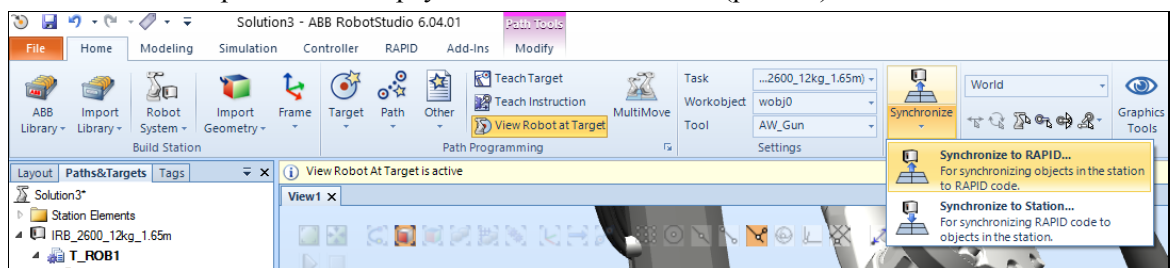 Solution3 - ABB RobotStudio 6.04.01
Path Tools
File Home Modeling Simulation Controller RAPID Add-Ins Modify
ABB Library
Import Library
Robot System
Import Geometry
Build Station
Frame
Target
Path
Other
Teach Target
Teach Instruction
View Robot at Target
MultiMove
Path Programming
Task ...2600_12kg_1.65m)
Workobject wobj0
Tool AW_Gun
Settings
Synchronize
World
Graphics Tools
Synchronize to RAPID...
For synchronizing objects in the station
to RAPID code.
Synchronize to Station...
For synchronizing RAPID code to
objects in the station.
Layout Paths&Targets Tags
Solution3*
Station Elements
IRB_2600_12kg_1.65m
T_ROB1
View Robot At Target is active
View1